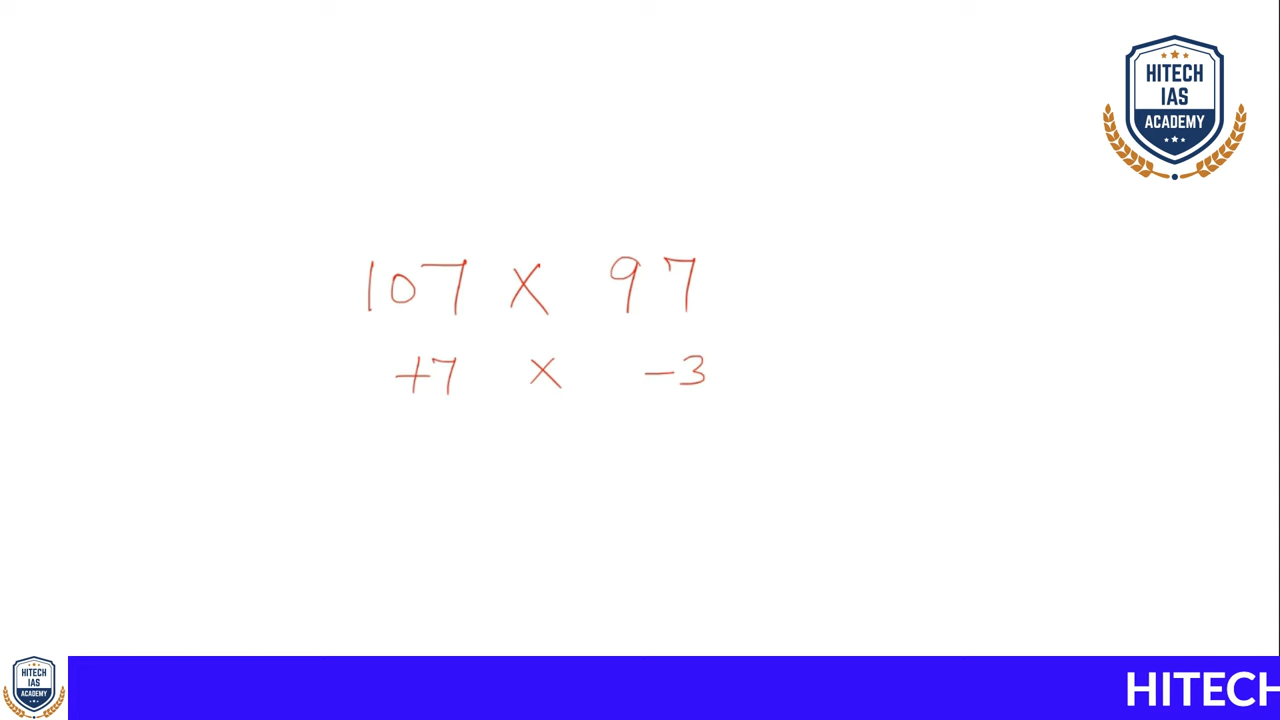 HITECH
IAS
ACADEMY
107 x 97
+7 x -3
HITECH
IAS
ACADEMY
HITECH